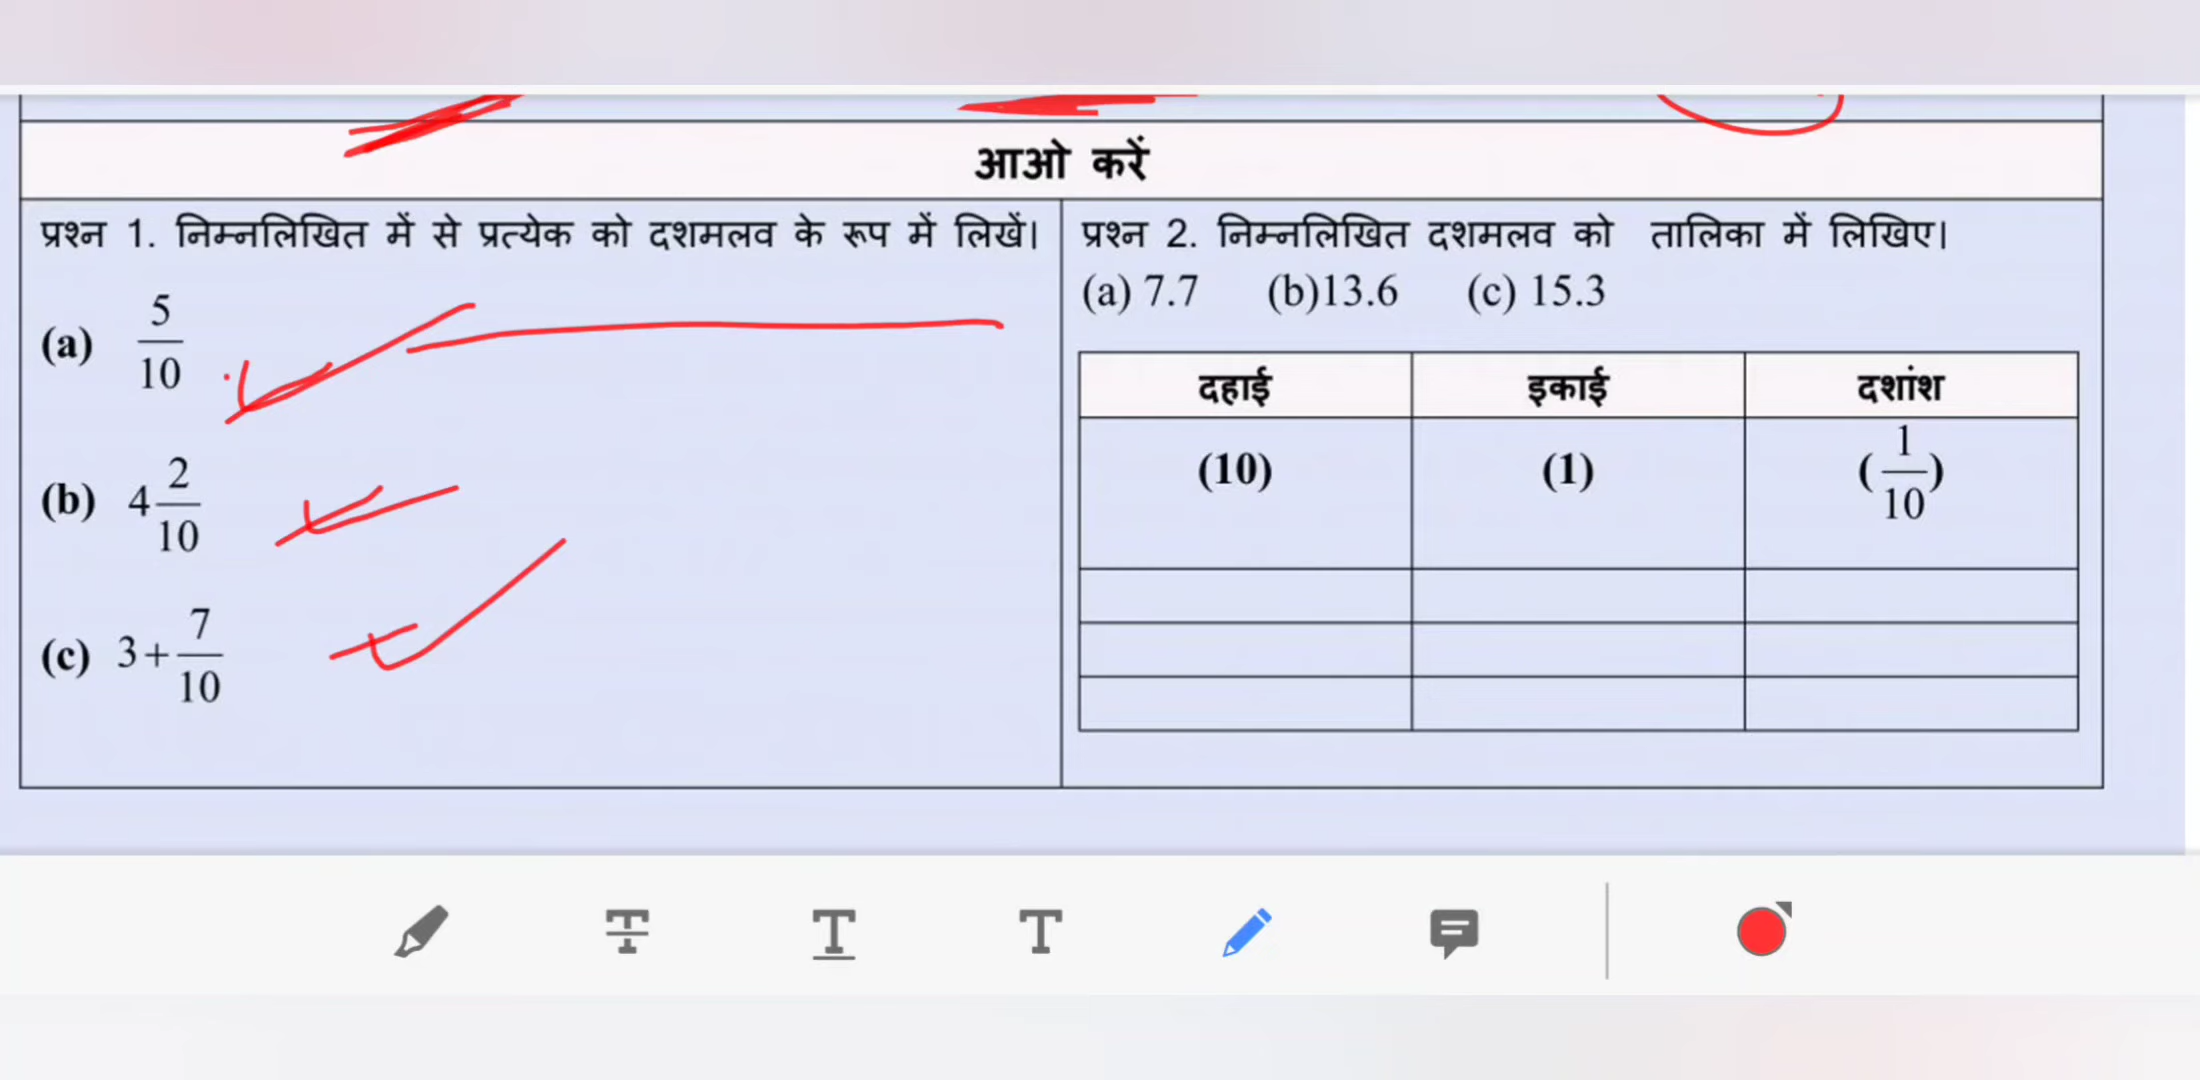 आओ करें
प्रश्न 1. निम्नलिखित में से प्रत्येक को दशमलव के रूप में लिखें।
(a) 5/10
(b) 4 2/10
(c) 3+ 7/10
प्रश्न 2. निम्नलिखित दशमलव को तालिका में लिखिए।
(a) 7.7 (b)13.6 (c) 15.3
दहाई इकाई दशांश
(10) (1) (1/10)